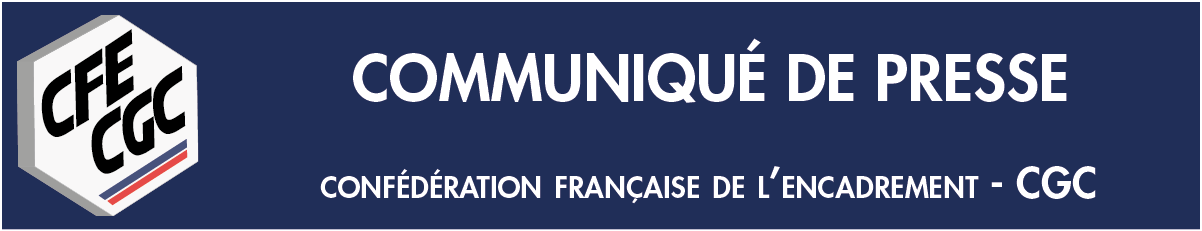 CFE
CGC
COMMUNIQUÉ DE PRESSE
CONFÉDÉRATION FRANÇAISE DE L'ENCADREMENT - CGC